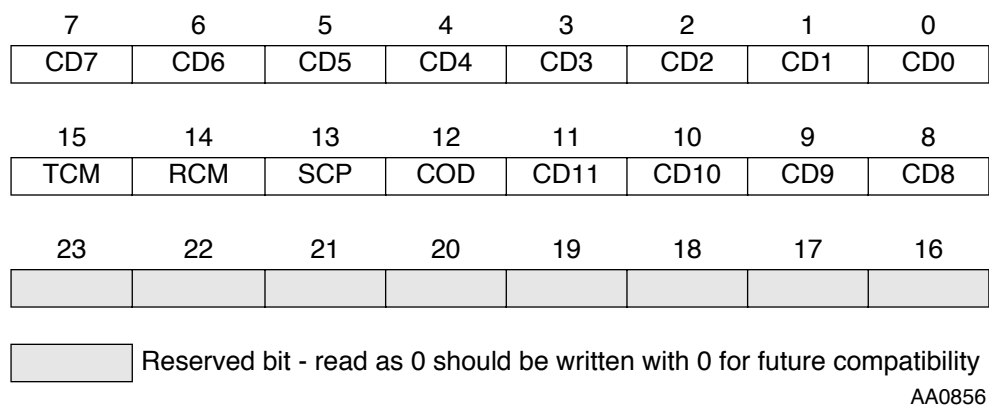 7 6 5 4 3 2 1 0
CD7 CD6 CD5 CD4 CD3 CD2 CD1 CD0
15 14 13 12 11 10 9 8
TCM RCM SCP COD CD11 CD10 CD9 CD8
23 22 21 20 19 18 17 16
Reserved bit - read as 0 should be written with 0 for future compatibility
AA0856